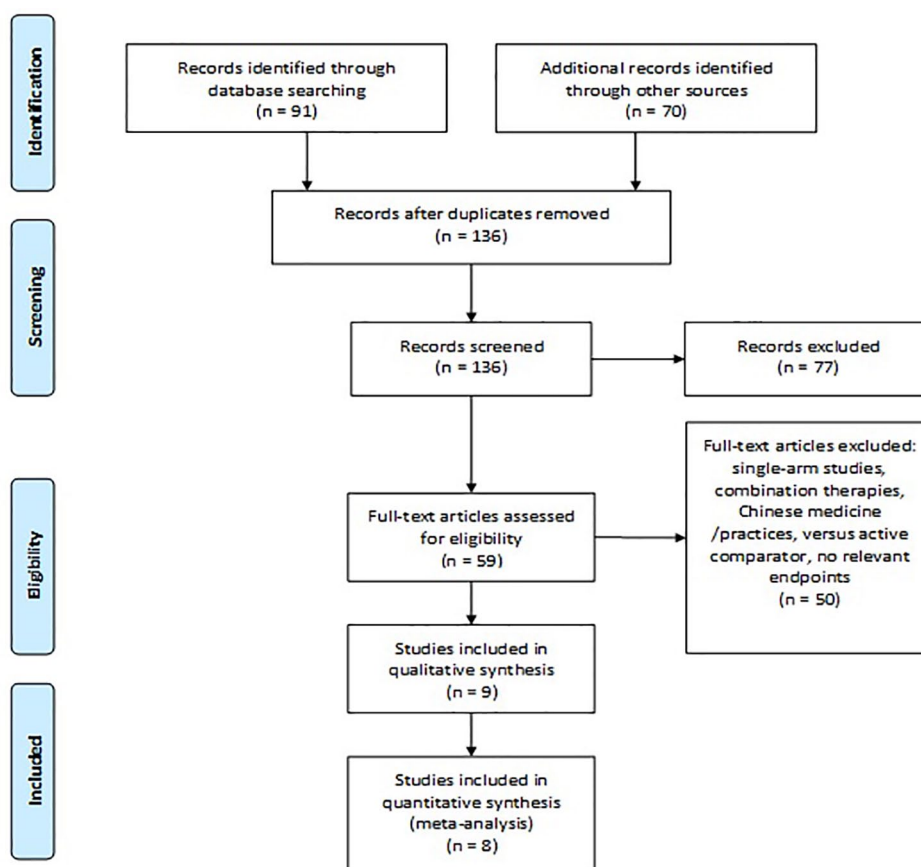 Identification
Records identified through
database searching
(n = 91)
Additional records identified
through other sources
(n = 70)
Records after duplicates removed
(n = 136)
Screening
Records screened
(n = 136)
Records excluded
(n = 77)
Eligibility
Full-text articles assessed
for eligibility
(n = 59)
Full-text articles excluded:
single-arm studies,
combination therapies,
Chinese medicine
/practices, versus active
comparator, no relevant
endpoints
(n = 50)
Studies included in
qualitative synthesis
(n = 9)
Included
Studies included in
quantitative synthesis
(meta-analysis)
(n = 8)